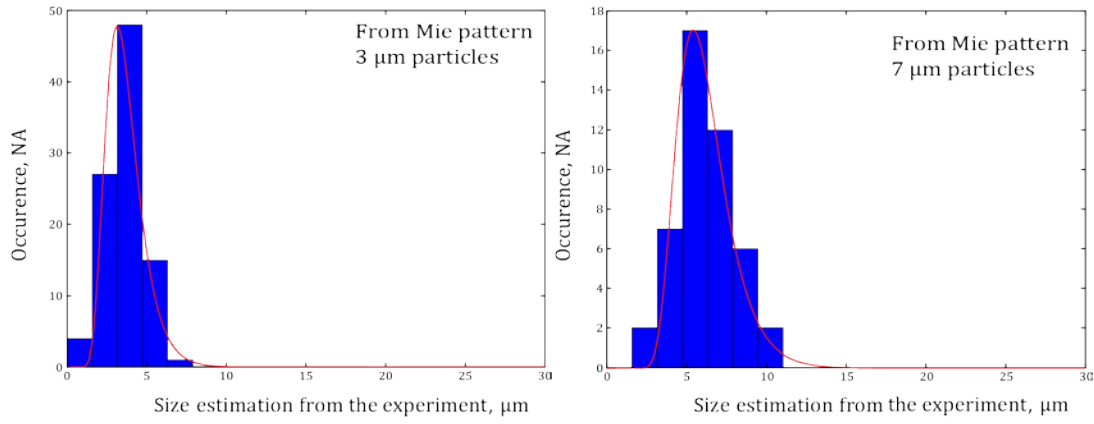 From Mie pattern
3 µm particles
50
40
30
20
10
0
Occurence, NA
0 5 10 15 20 25 30
Size estimation from the experiment, µm
From Mie pattern
7 µm particles
18
16
14
12
10
8
6
4
2
0
Occurence, NA
0 5 10 15 20 25 30
Size estimation from the experiment, µm